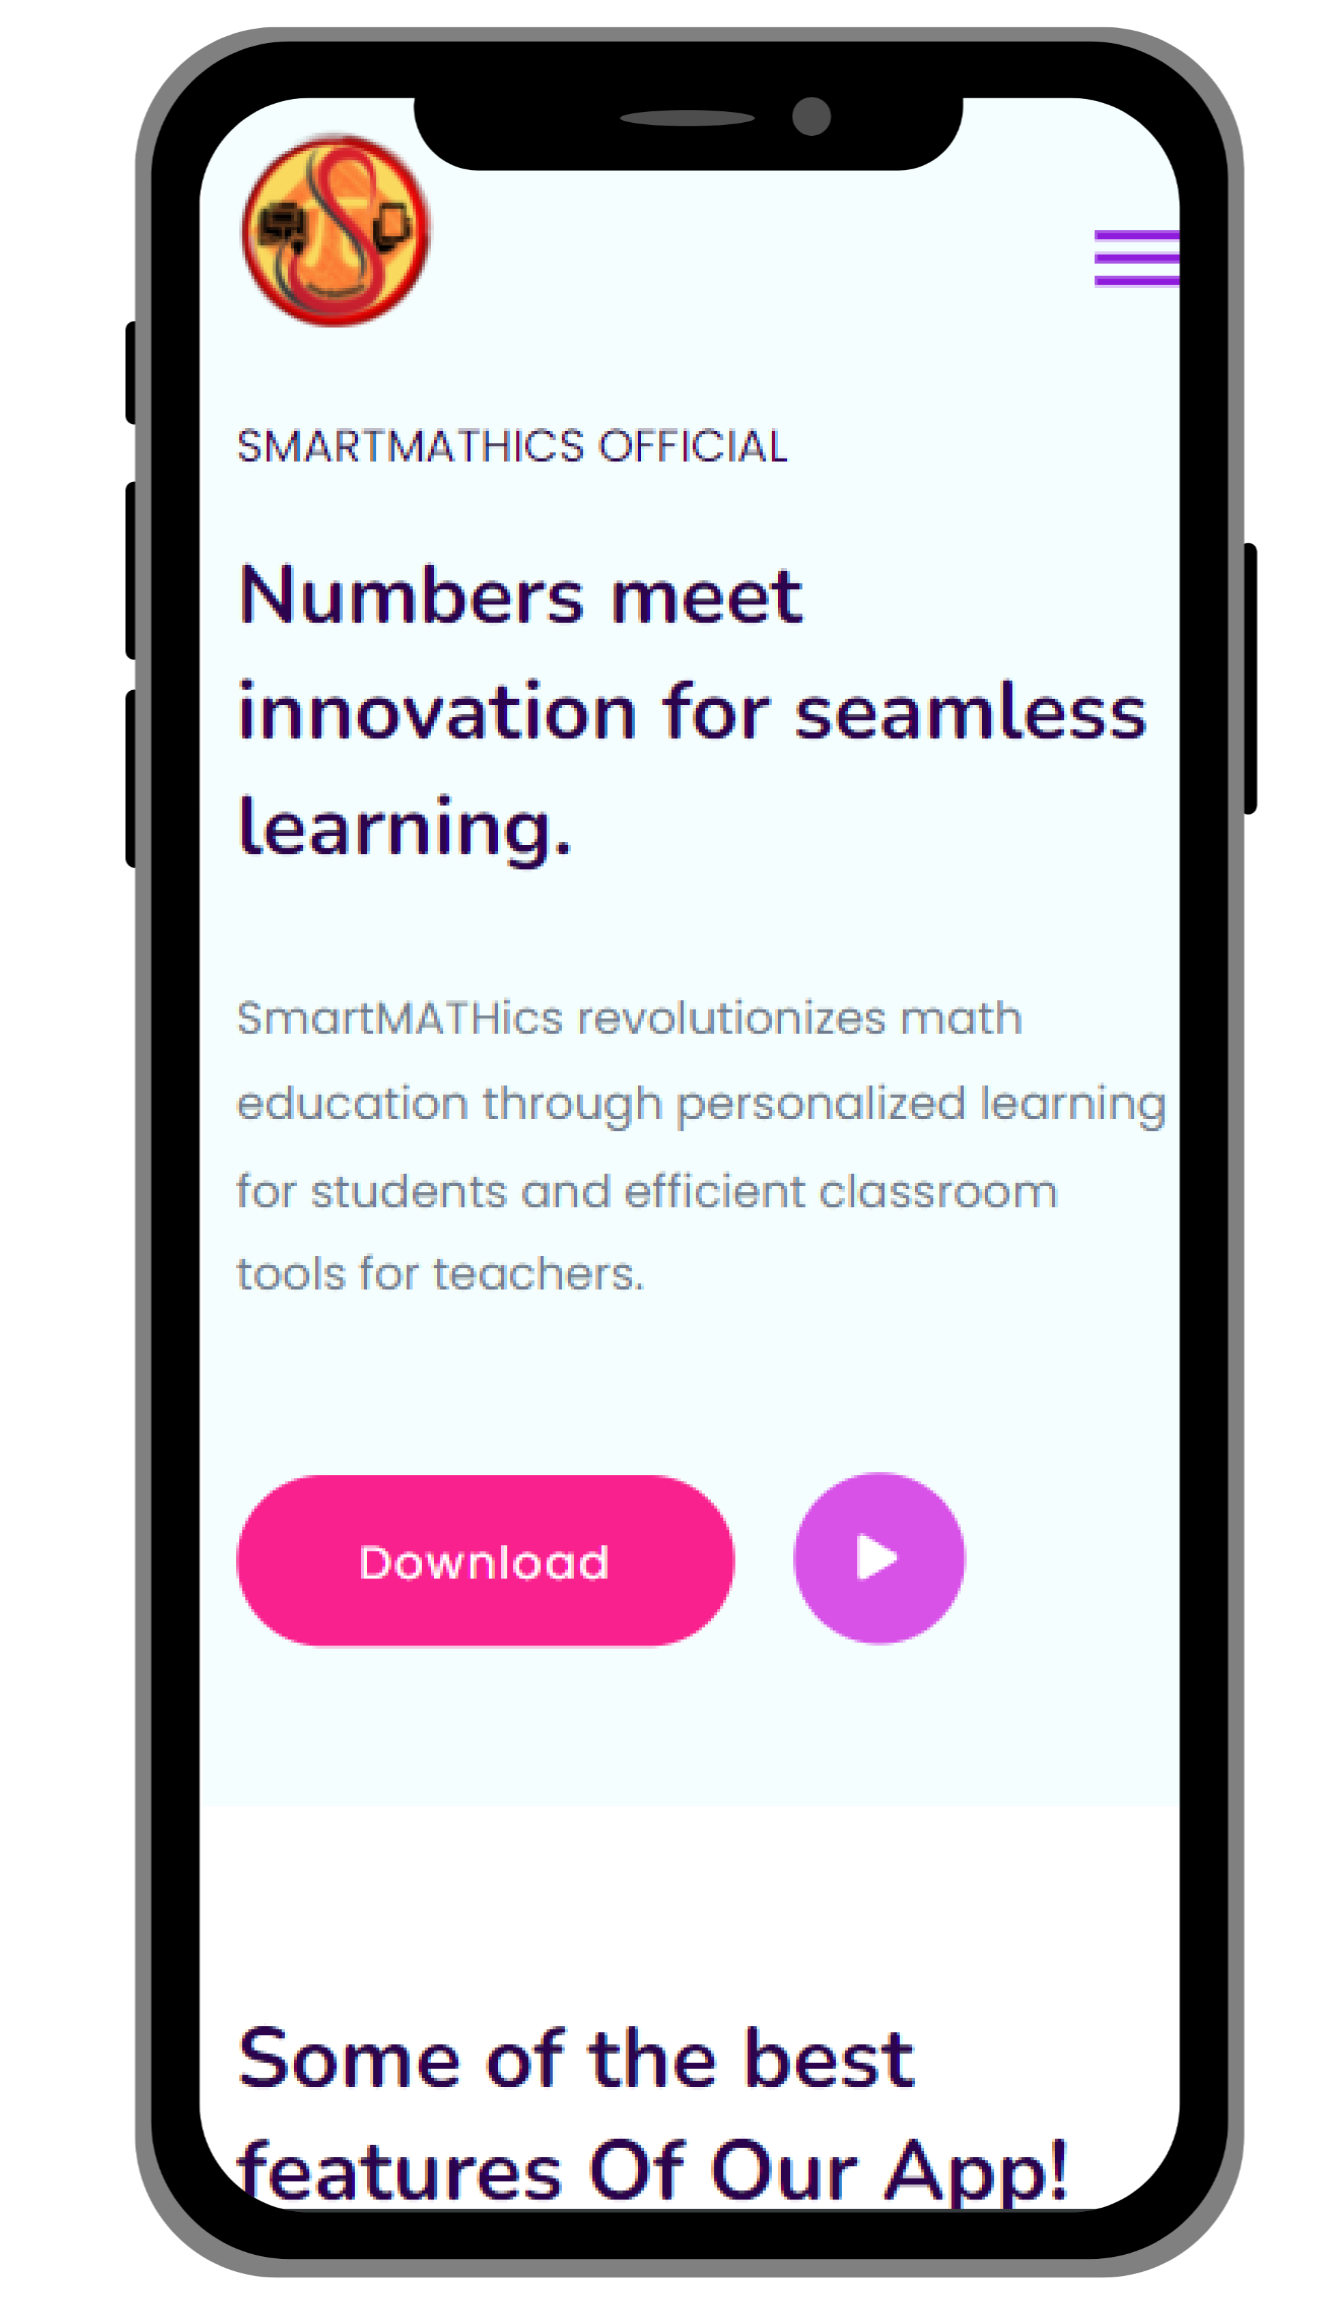 SMARTMATHICS OFFICIAL
Numbers meet
innovation for seamless
learning.
SmartMATHics revolutionizes math
education through personalized learning
for students and efficient classroom
tools for teachers.
Download
Some of the best
features Of Our App!